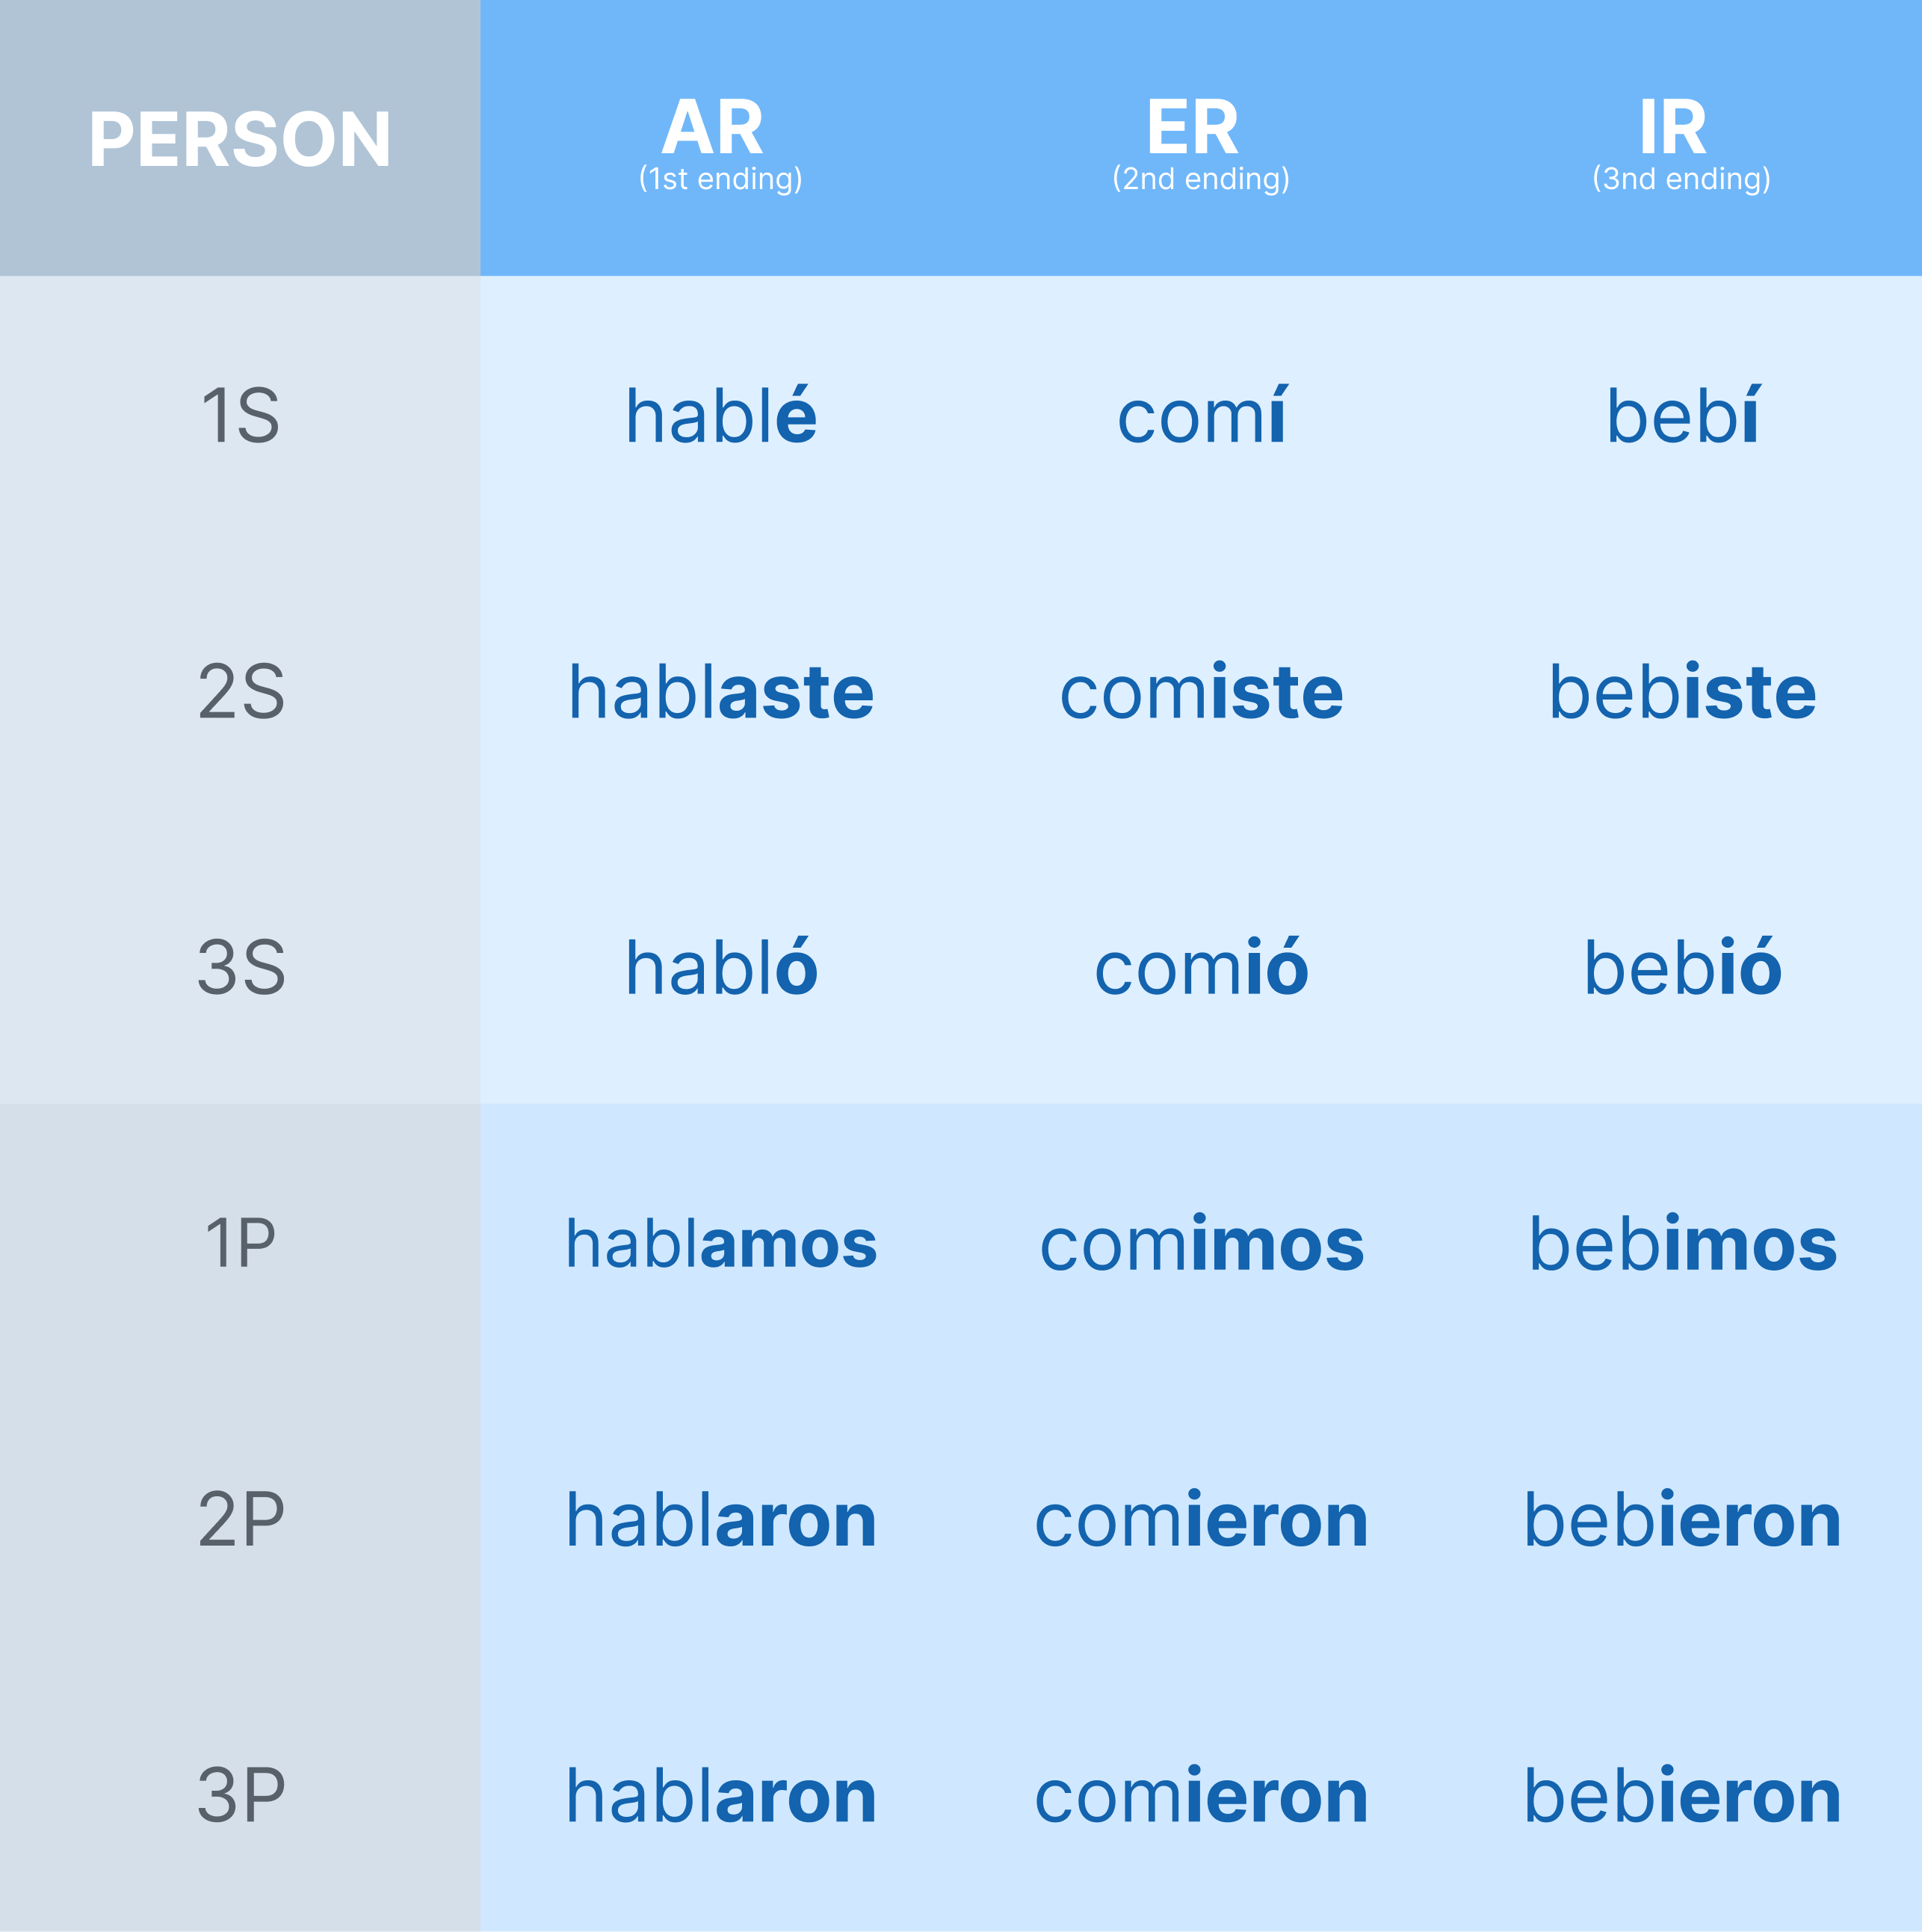 PERSON AR ER IR
(1st ending) (2nd ending) (3nd ending)
1S hablé comí bebí
2S hablaste comiste bebiste
3S habló comió bebió
1P hablamos comimos bebimos
2P hablaron comieron bebieron
3P hablaron comieron bebieron